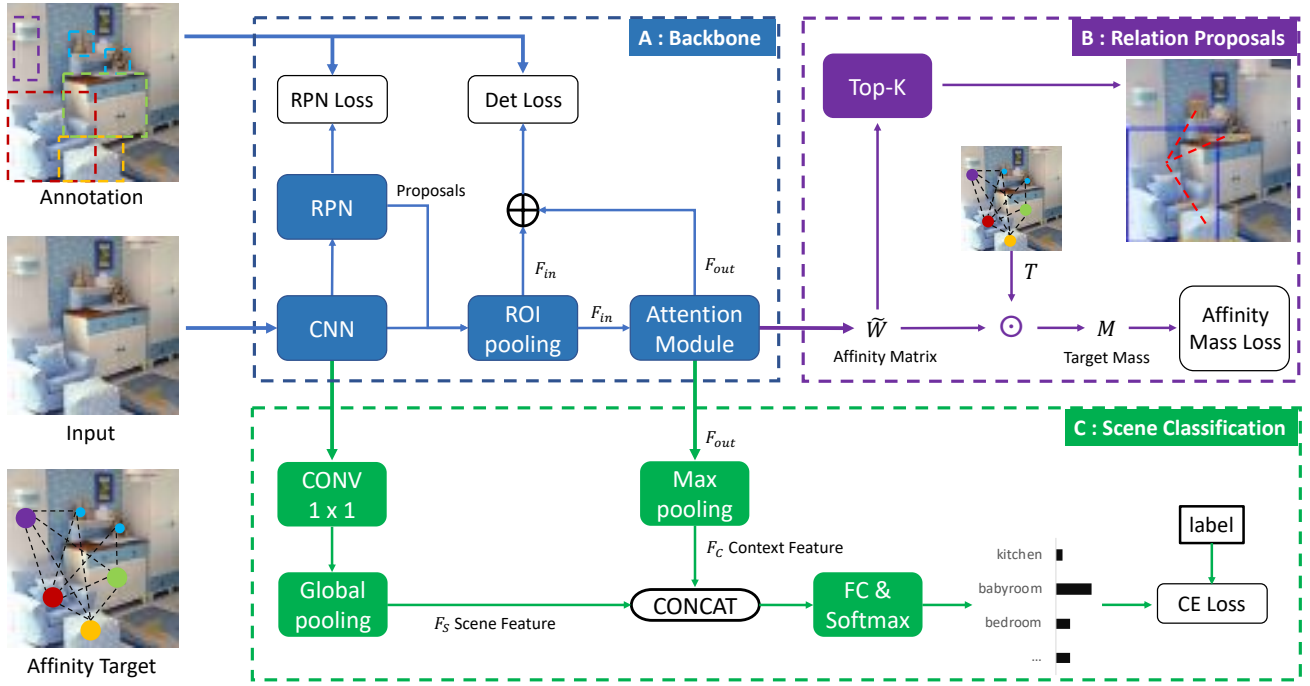 A : Backbone
B : Relation Proposals
RPN Loss
Det Loss
Top-K
Annotation
RPN
Proposals
F_in
F_out
T
CNN
ROI
pooling
F_in
Attention
Module
W̃
Affinity Matrix
⊙
M
Target Mass
Affinity
Mass Loss
Input
C : Scene Classification
F_out
CONV
1 x 1
Max
pooling
label
F_C Context Feature
kitchen
Global
pooling
F_S Scene Feature
CONCAT
FC &
Softmax
babyroom
bedroom
...
CE Loss
Affinity Target